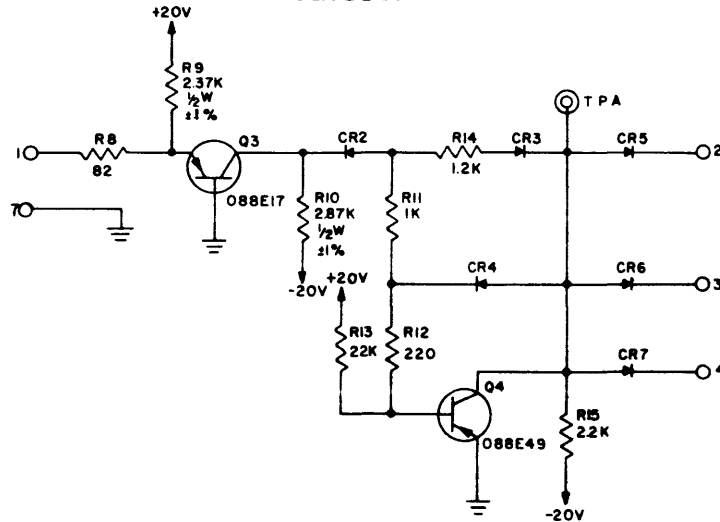 +20V
R9
2.37K
½W
±1%
TPA
1
R8
82
Q3
CR2
R14
1.2K
CR3
CR5
2
088E17
7
R10
2.87K
½W
±1%
R11
1K
-20V
+20V
CR4
CR6
3
R13
22K
R12
220
CR7
4
Q4
088E49
R15
2.2K
-20V